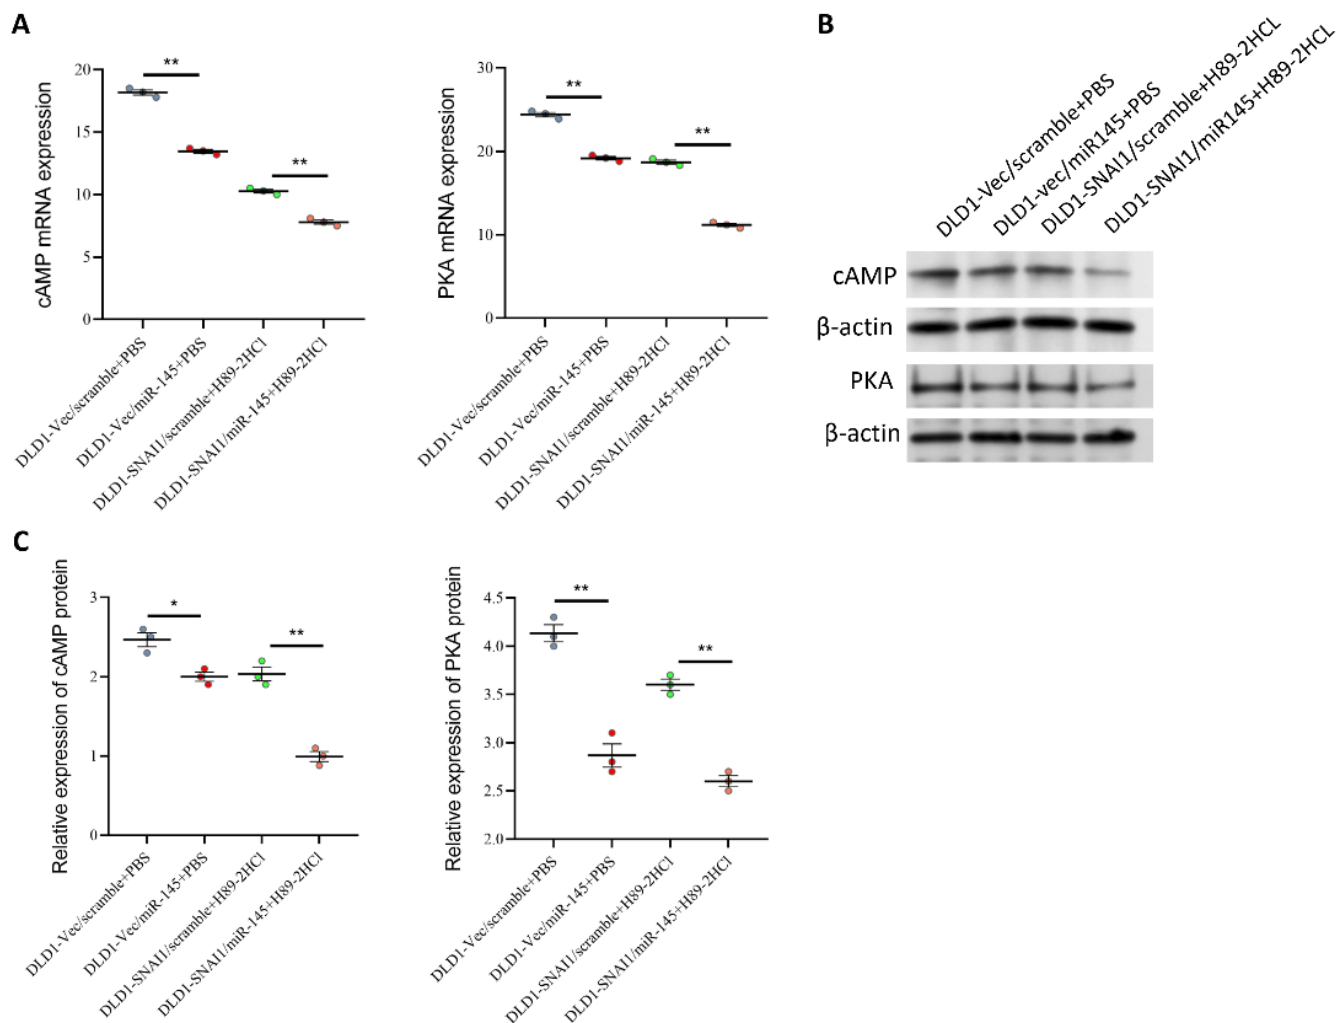 A
cAMP mRNA expression
20
15
10
5
0
**
**
DLD1-Vec/scramble+PBS
DLD1-Vec/miR-145+PBS
DLD1-SNAI1/scramble+H89-2HCl
DLD1-SNAI1/miR-145+H89-2HCl
PKA mRNA expression
30
20
10
0
**
**
DLD1-Vec/scramble+PBS
DLD1-Vec/miR-145+PBS
DLD1-SNAI1/scramble+H89-2HCl
DLD1-SNAI1/miR-145+H89-2HCl
B
DLD1-Vec/scramble+PBS
DLD1-vec/miR145+PBS
DLD1-SNAI1/scramble+H89-2HCL
DLD1-SNAI1/miR145+H89-2HCL
cAMP
β-actin
PKA
β-actin
C
Relative expression of cAMP protein
3
2
1
0
*
**
DLD1-Vec/scramble+PBS
DLD1-Vec/miR-145+PBS
DLD1-SNAI1/scramble+H89-2HCl
DLD1-SNAI1/miR-145+H89-2HCl
Relative expression of PKA protein
4.5
4.0
3.5
3.0
2.5
2.0
**
**
DLD1-Vec/scramble+PBS
DLD1-Vec/miR-145+PBS
DLD1-SNAI1/scramble+H89-2HCl
DLD1-SNAI1/miR-145+H89-2HCl